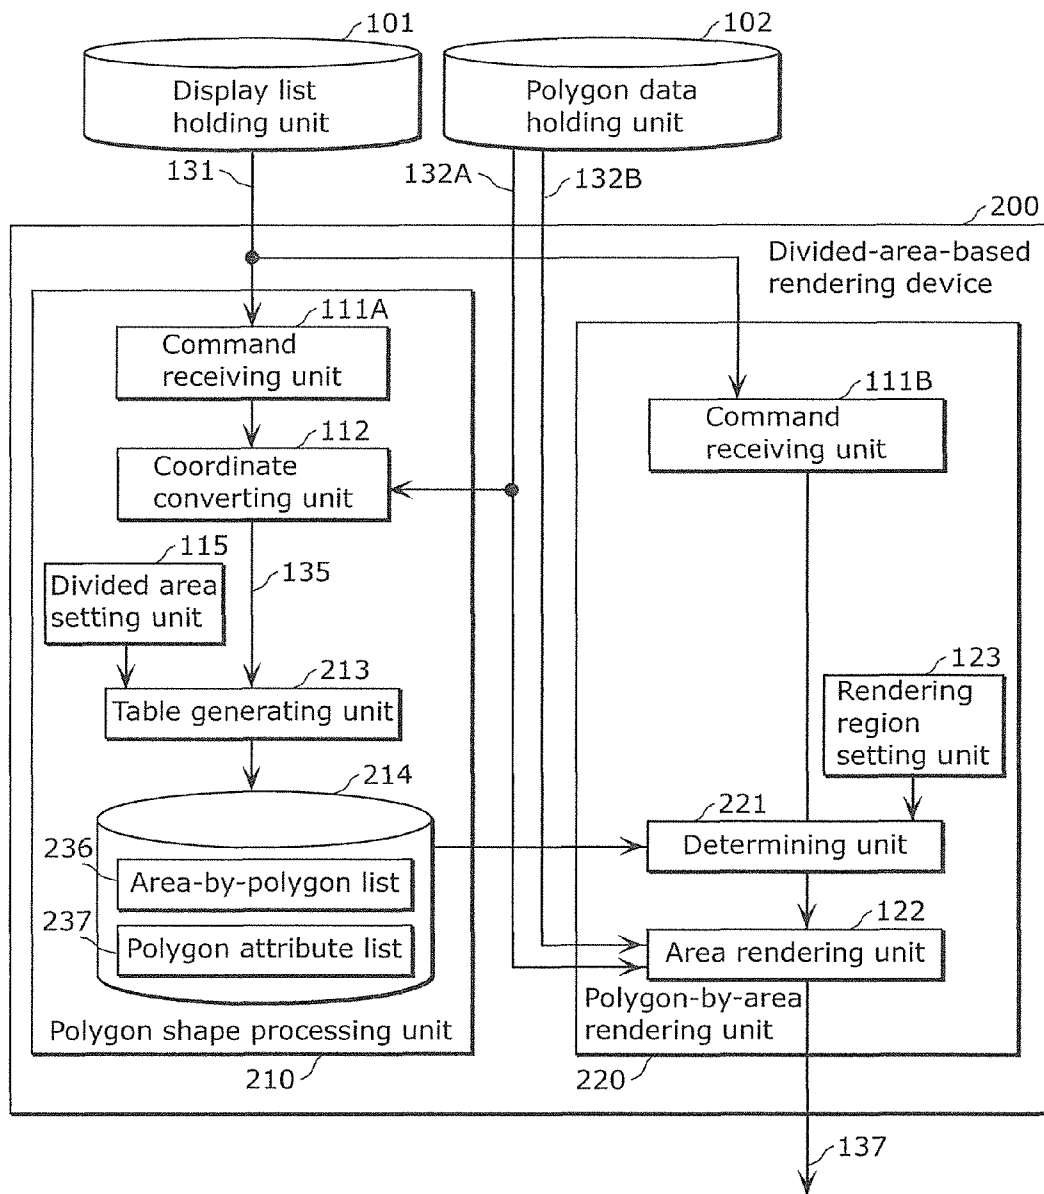 101
102
Display list
holding unit
Polygon data
holding unit
131
132A
132B
200
Divided-area-based
rendering device
111A
Command
receiving unit
111B
Command
receiving unit
112
Coordinate
converting unit
115
Divided area
setting unit
135
123
Rendering
region
setting unit
213
Table generating unit
214
221
Determining unit
236
Area-by-polygon list
237
Polygon attribute list
122
Area rendering unit
Polygon shape processing unit
Polygon-by-area
rendering unit
210
220
137